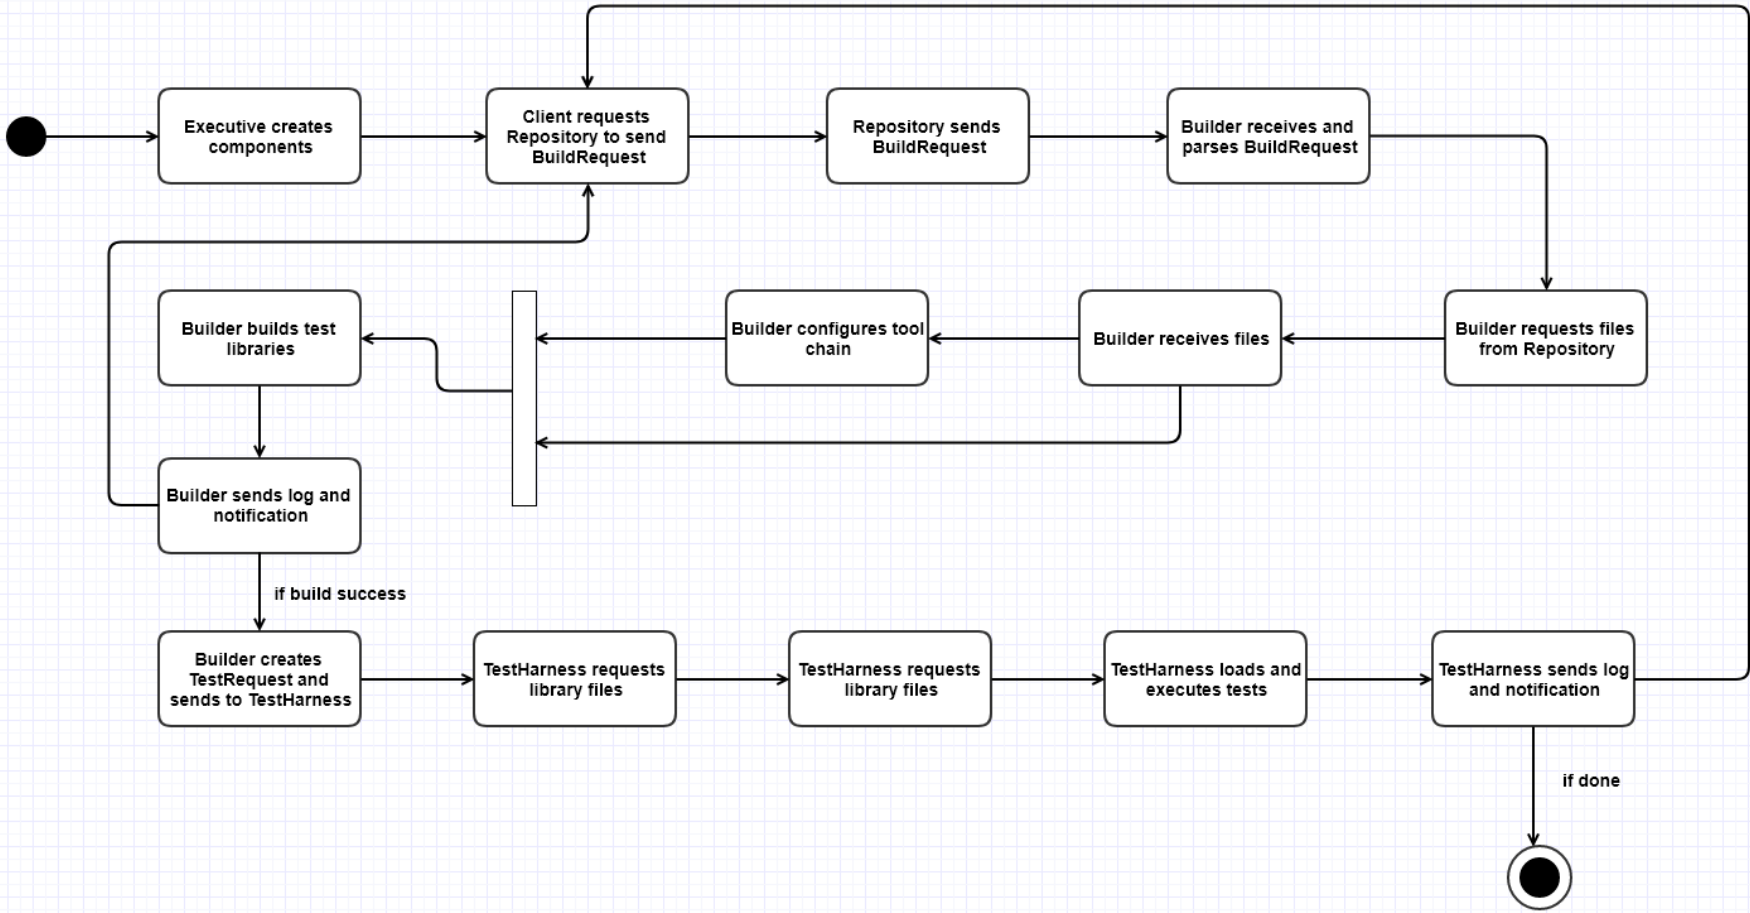 Executive creates
components
Client requests
Repository to send
BuildRequest
Repository sends
BuildRequest
Builder receives and
parses BuildRequest
Builder builds test
libraries
Builder configures tool
chain
Builder receives files
Builder requests files
from Repository
Builder sends log and
notification
if build success
Builder creates
TestRequest and
sends to TestHarness
TestHarness requests
library files
TestHarness requests
library files
TestHarness loads and
executes tests
TestHarness sends log
and notification
if done